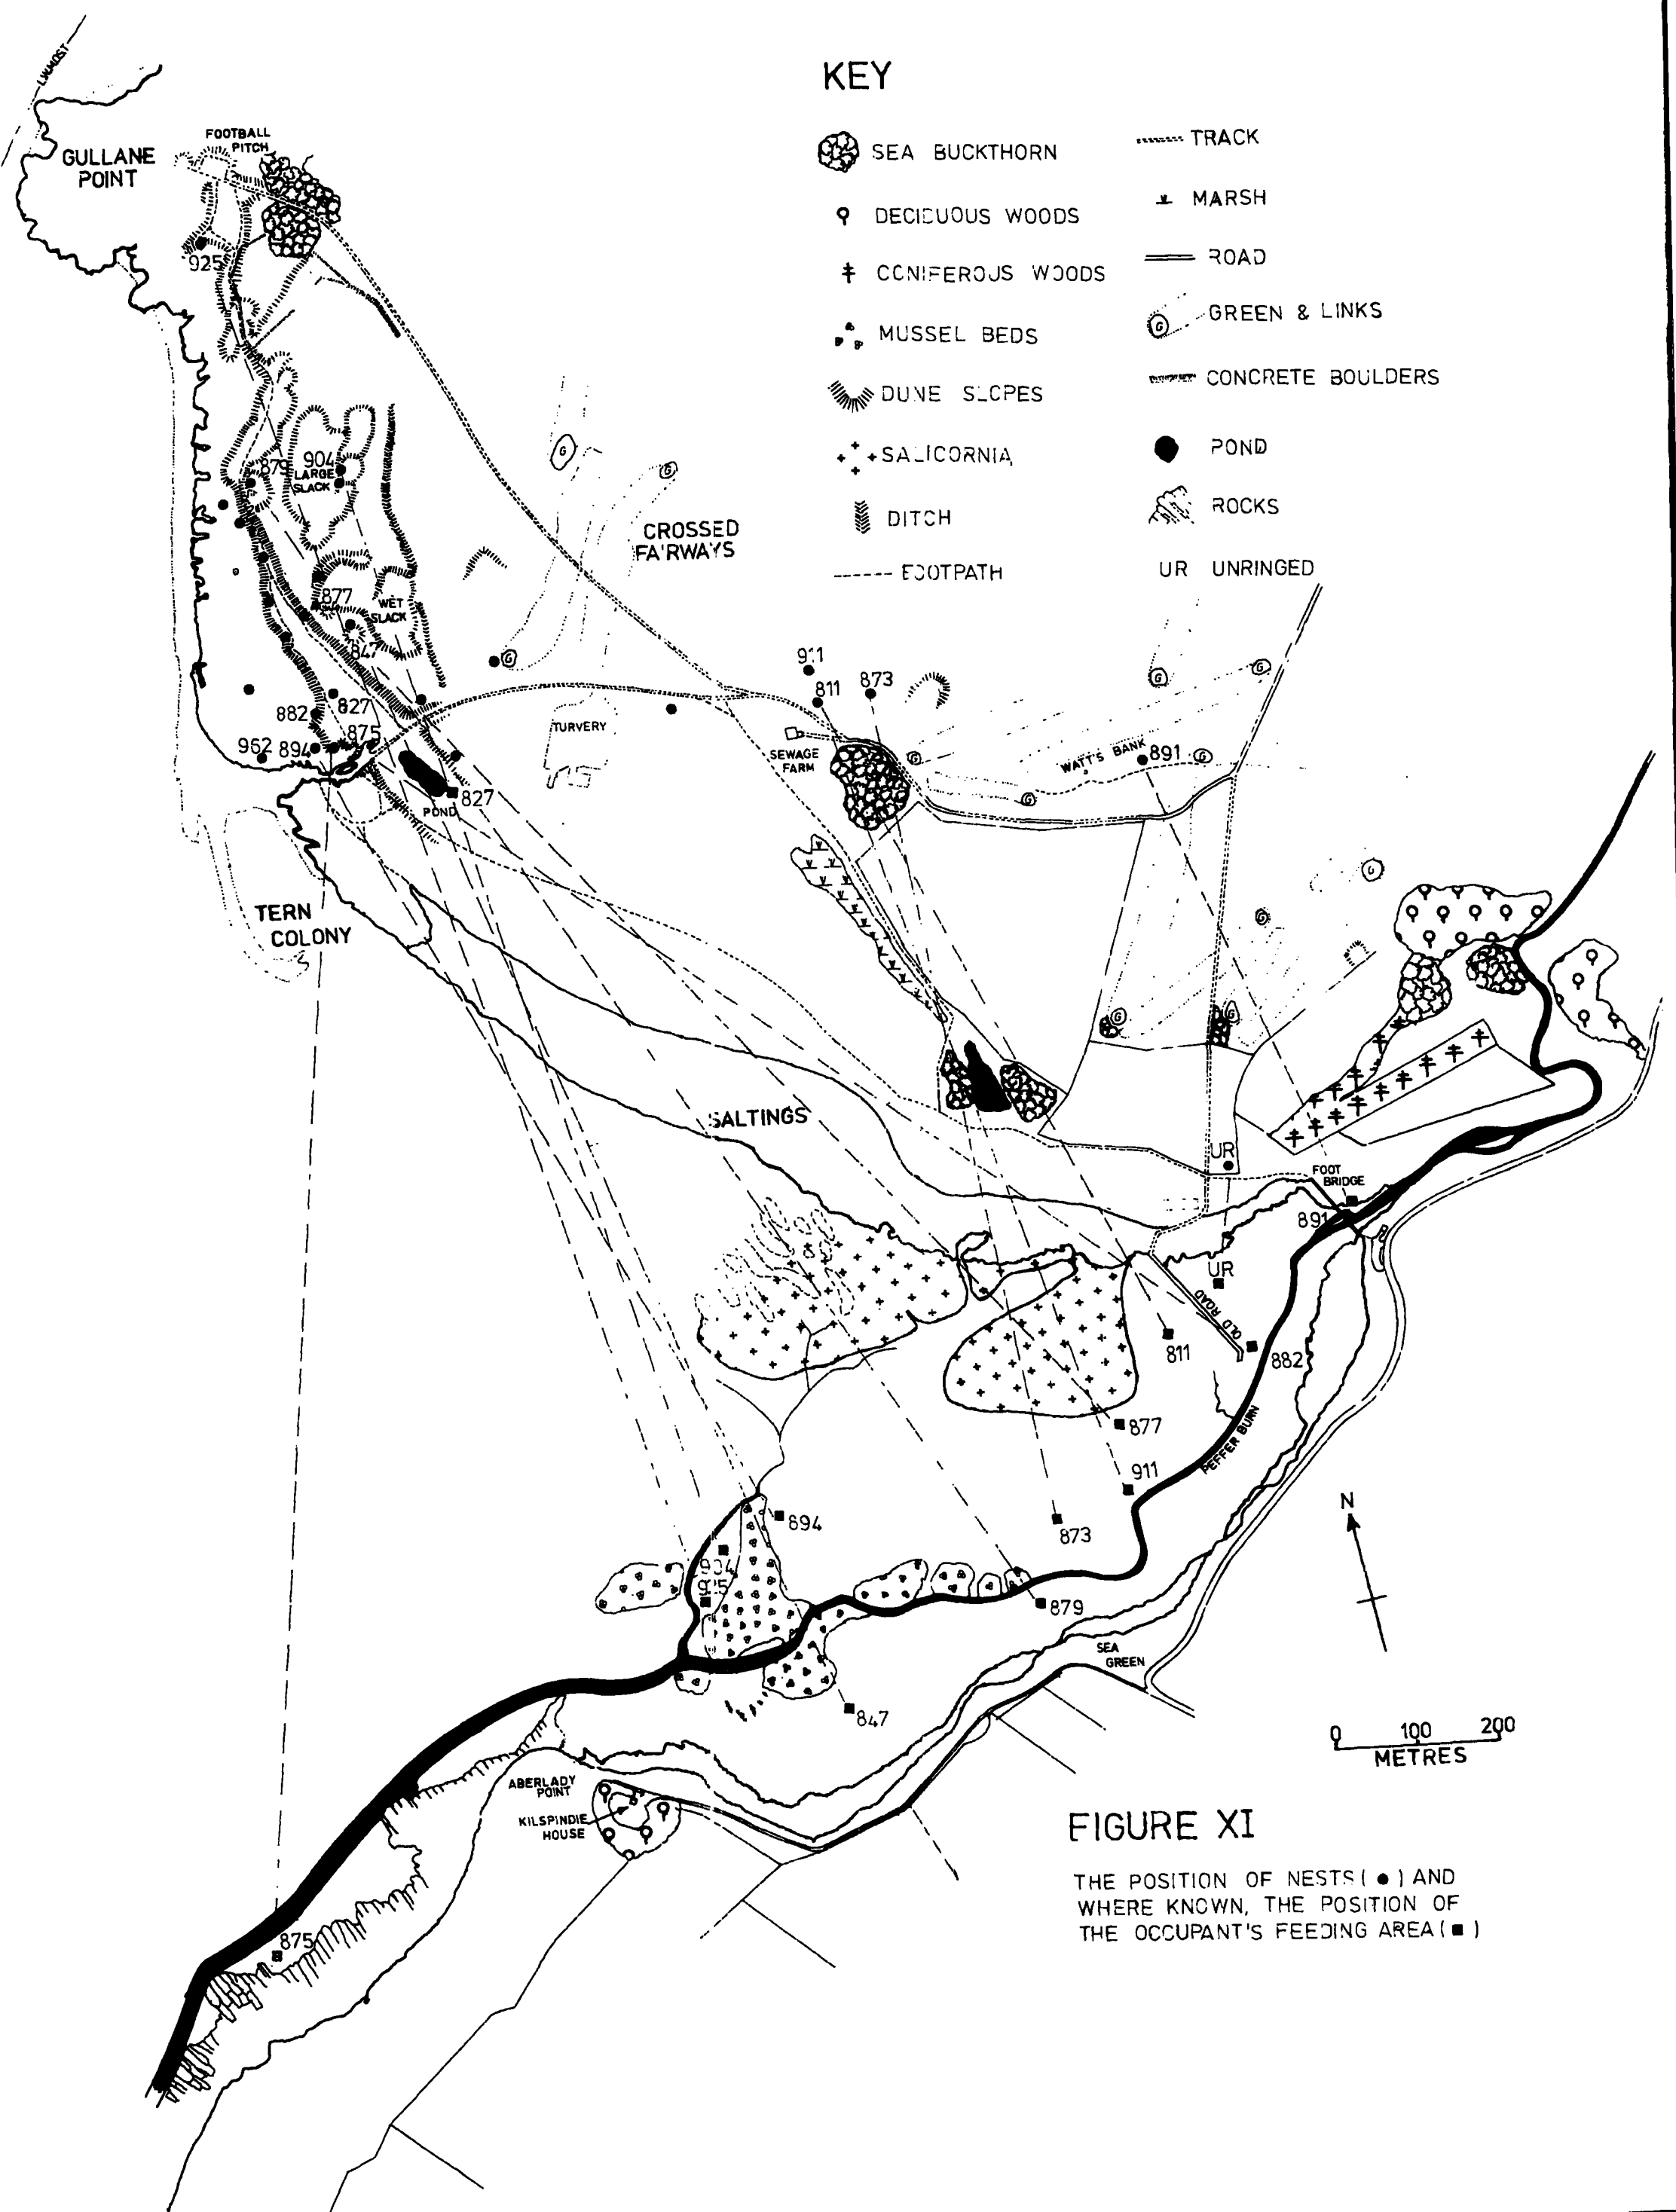 KEY
SEA BUCKTHORN
DECIDUOUS WOODS
CONIFEROUS WOODS
MUSSEL BEDS
DUNE SLOPES
SALICORNIA
DITCH
FOOTPATH
TRACK
MARSH
ROAD
GREEN & LINKS
G
CONCRETE BOULDERS
POND
ROCKS
UR UNRINGED
GULLANE
POINT
FOOTBALL
PITCH
925
879
904
LARGE
SLACK
877
WET
SLACK
847
G
G
CROSSED
FAIRWAYS
G
882
827
875
962
894
POND
827
TURVERY
911
811
873
SEWAGE
FARM
G
G
G
WATT'S BANK
891
G
G
TERN
COLONY
G
G
G
G
SALTINGS
UR
FOOT
BRIDGE
891
UR
OLD ROAD
811
882
877
PEFFER BURN
911
873
894
904
925
879
847
SEA
GREEN
N
0 100 200
METRES
ABERLADY
POINT
KILSPINDIE
HOUSE
875
FIGURE XI
THE POSITION OF NESTS (●) AND
WHERE KNOWN, THE POSITION OF
THE OCCUPANT'S FEEDING AREA (■)